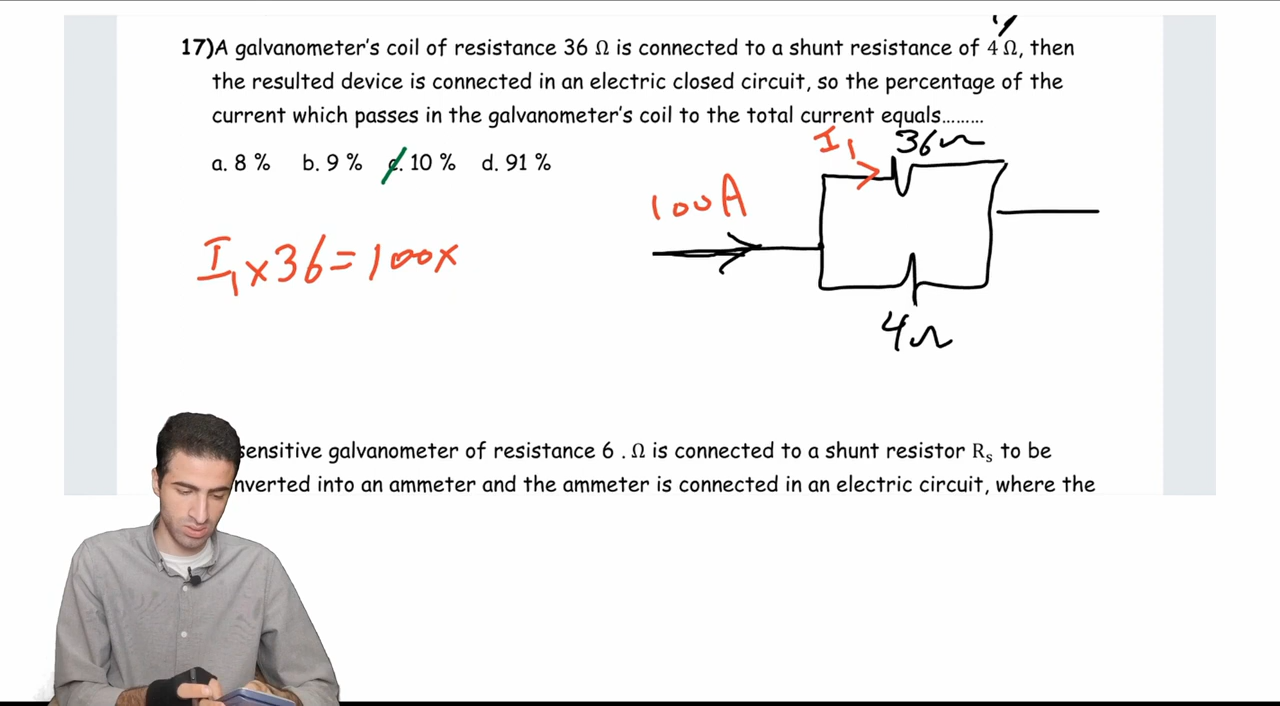 17)A galvanometer's coil of resistance 36 Ω is connected to a shunt resistance of 4 Ω, then
the resulted device is connected in an electric closed circuit, so the percentage of the
current which passes in the galvanometer's coil to the total current equals.........
a. 8 % b. 9 % c. 10 % d. 91 %
I₁ 36Ω
100A
I₁ x 36 = 100x
4Ω
sensitive galvanometer of resistance 6 . Ω is connected to a shunt resistor Rs to be
nverted into an ammeter and the ammeter is connected in an electric circuit, where the